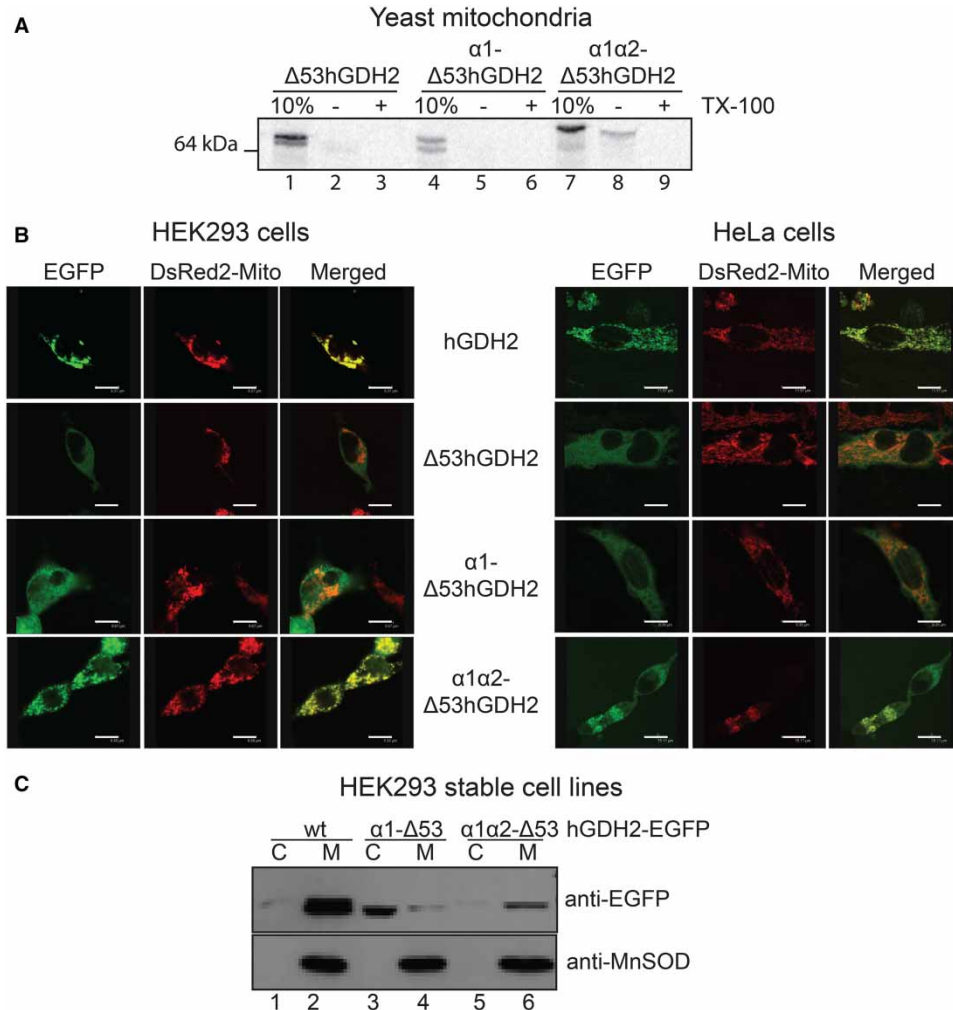 A
Yeast mitochondria
Δ53hGDH2
α1-
Δ53hGDH2
α1α2-
Δ53hGDH2
10% - + 10% - + 10% - + TX-100
64 kDa
1 2 3 4 5 6 7 8 9
B
HEK293 cells
HeLa cells
EGFP DsRed2-Mito Merged
EGFP DsRed2-Mito Merged
hGDH2
Δ53hGDH2
α1-
Δ53hGDH2
α1α2-
Δ53hGDH2
C
HEK293 stable cell lines
wt α1-Δ53 α1α2-Δ53 hGDH2-EGFP
C M C M C M
anti-EGFP
anti-MnSOD
1 2 3 4 5 6